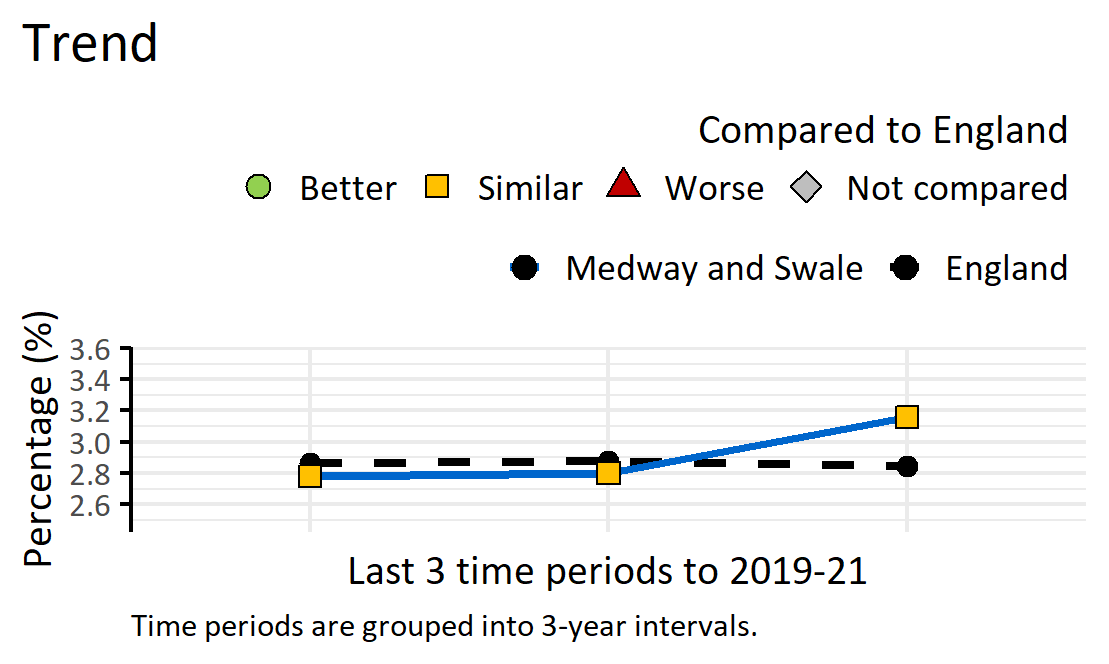 Trend
Compared to England
Better Similar Worse Not compared
Medway and Swale England
Percentage (%)
3.6
3.4
3.2
3.0
2.8
2.6
Last 3 time periods to 2019-21
Time periods are grouped into 3-year intervals.